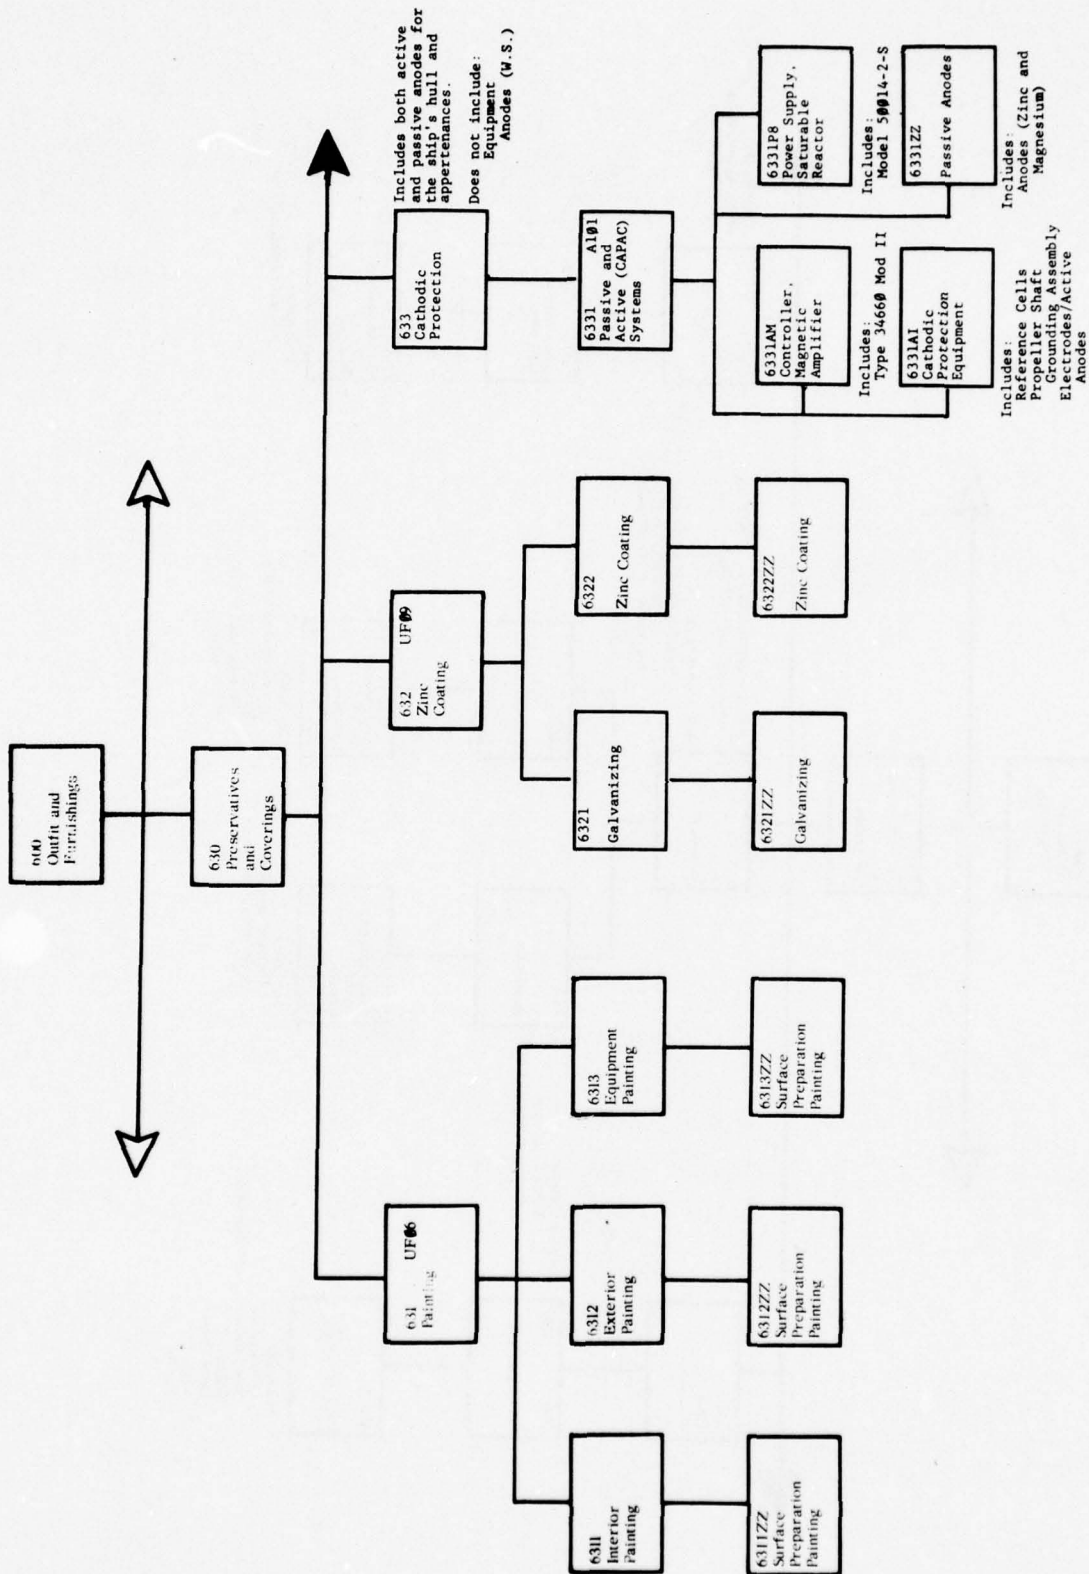 600
Outfit and
Furnishings
630
Preservatives
and
Coverings
631 UF06
Painting
6311
Interior
Painting
6311ZZ
Surface
Preparation
Painting
6312
Exterior
Painting
6312ZZ
Surface
Preparation
Painting
6313
Equipment
Painting
6313ZZ
Surface
Preparation
Painting
632 UF09
Zinc
Coating
6321
Galvanizing
6321ZZ
Galvanizing
6322
Zinc Coating
6322ZZ
Zinc Coating
633
Cathodic
Protection
Includes both active
and passive anodes for
the ship's hull and
appertenances.
Does not include:
Equipment
Anodes (W.S.)
6331 A101
Passive and
Active (CAPAC)
Systems
6331AM
Controller,
Magnetic
Amplifier
Includes:
Type 34660 Mod II
6331AI
Cathodic
Protection
Equipment
Includes:
Reference Cells
Propeller Shaft
Grounding Assembly
Electrodes/Active
Anodes
6331P8
Power Supply,
Saturable
Reactor
Includes:
Model 50014-2-S
6331ZZ
Passive Anodes
Includes:
Anodes (Zinc and
Magnesium)